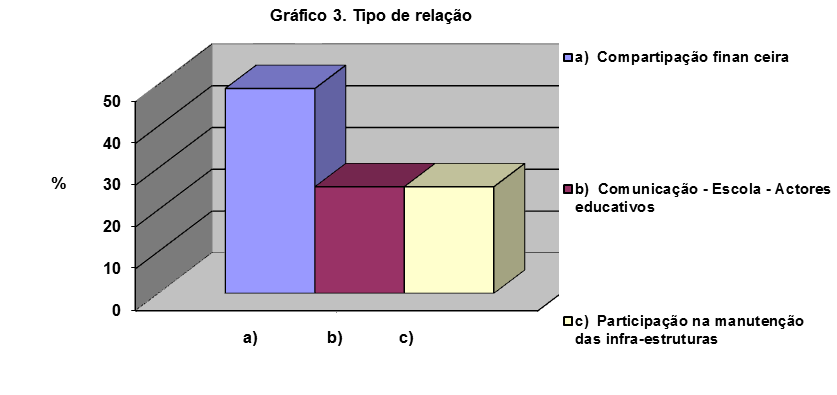 Gráfico 3. Tipo de relação
50
40
30
20
10
0
%
a)
b)
c)
a) Compartipação finan ceira
b) Comunicação - Escola - Actores
educativos
c) Participação na manutenção
das infra-estruturas